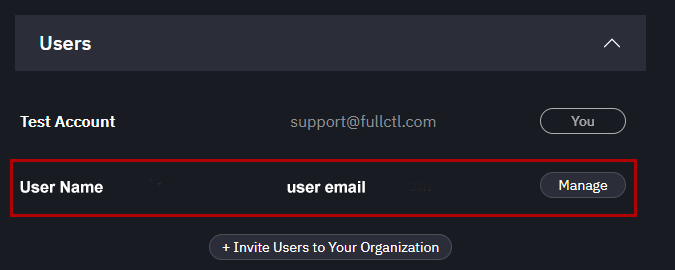 Users
Test Account support@fullctl.com You
User Name user email Manage
+ Invite Users to Your Organization